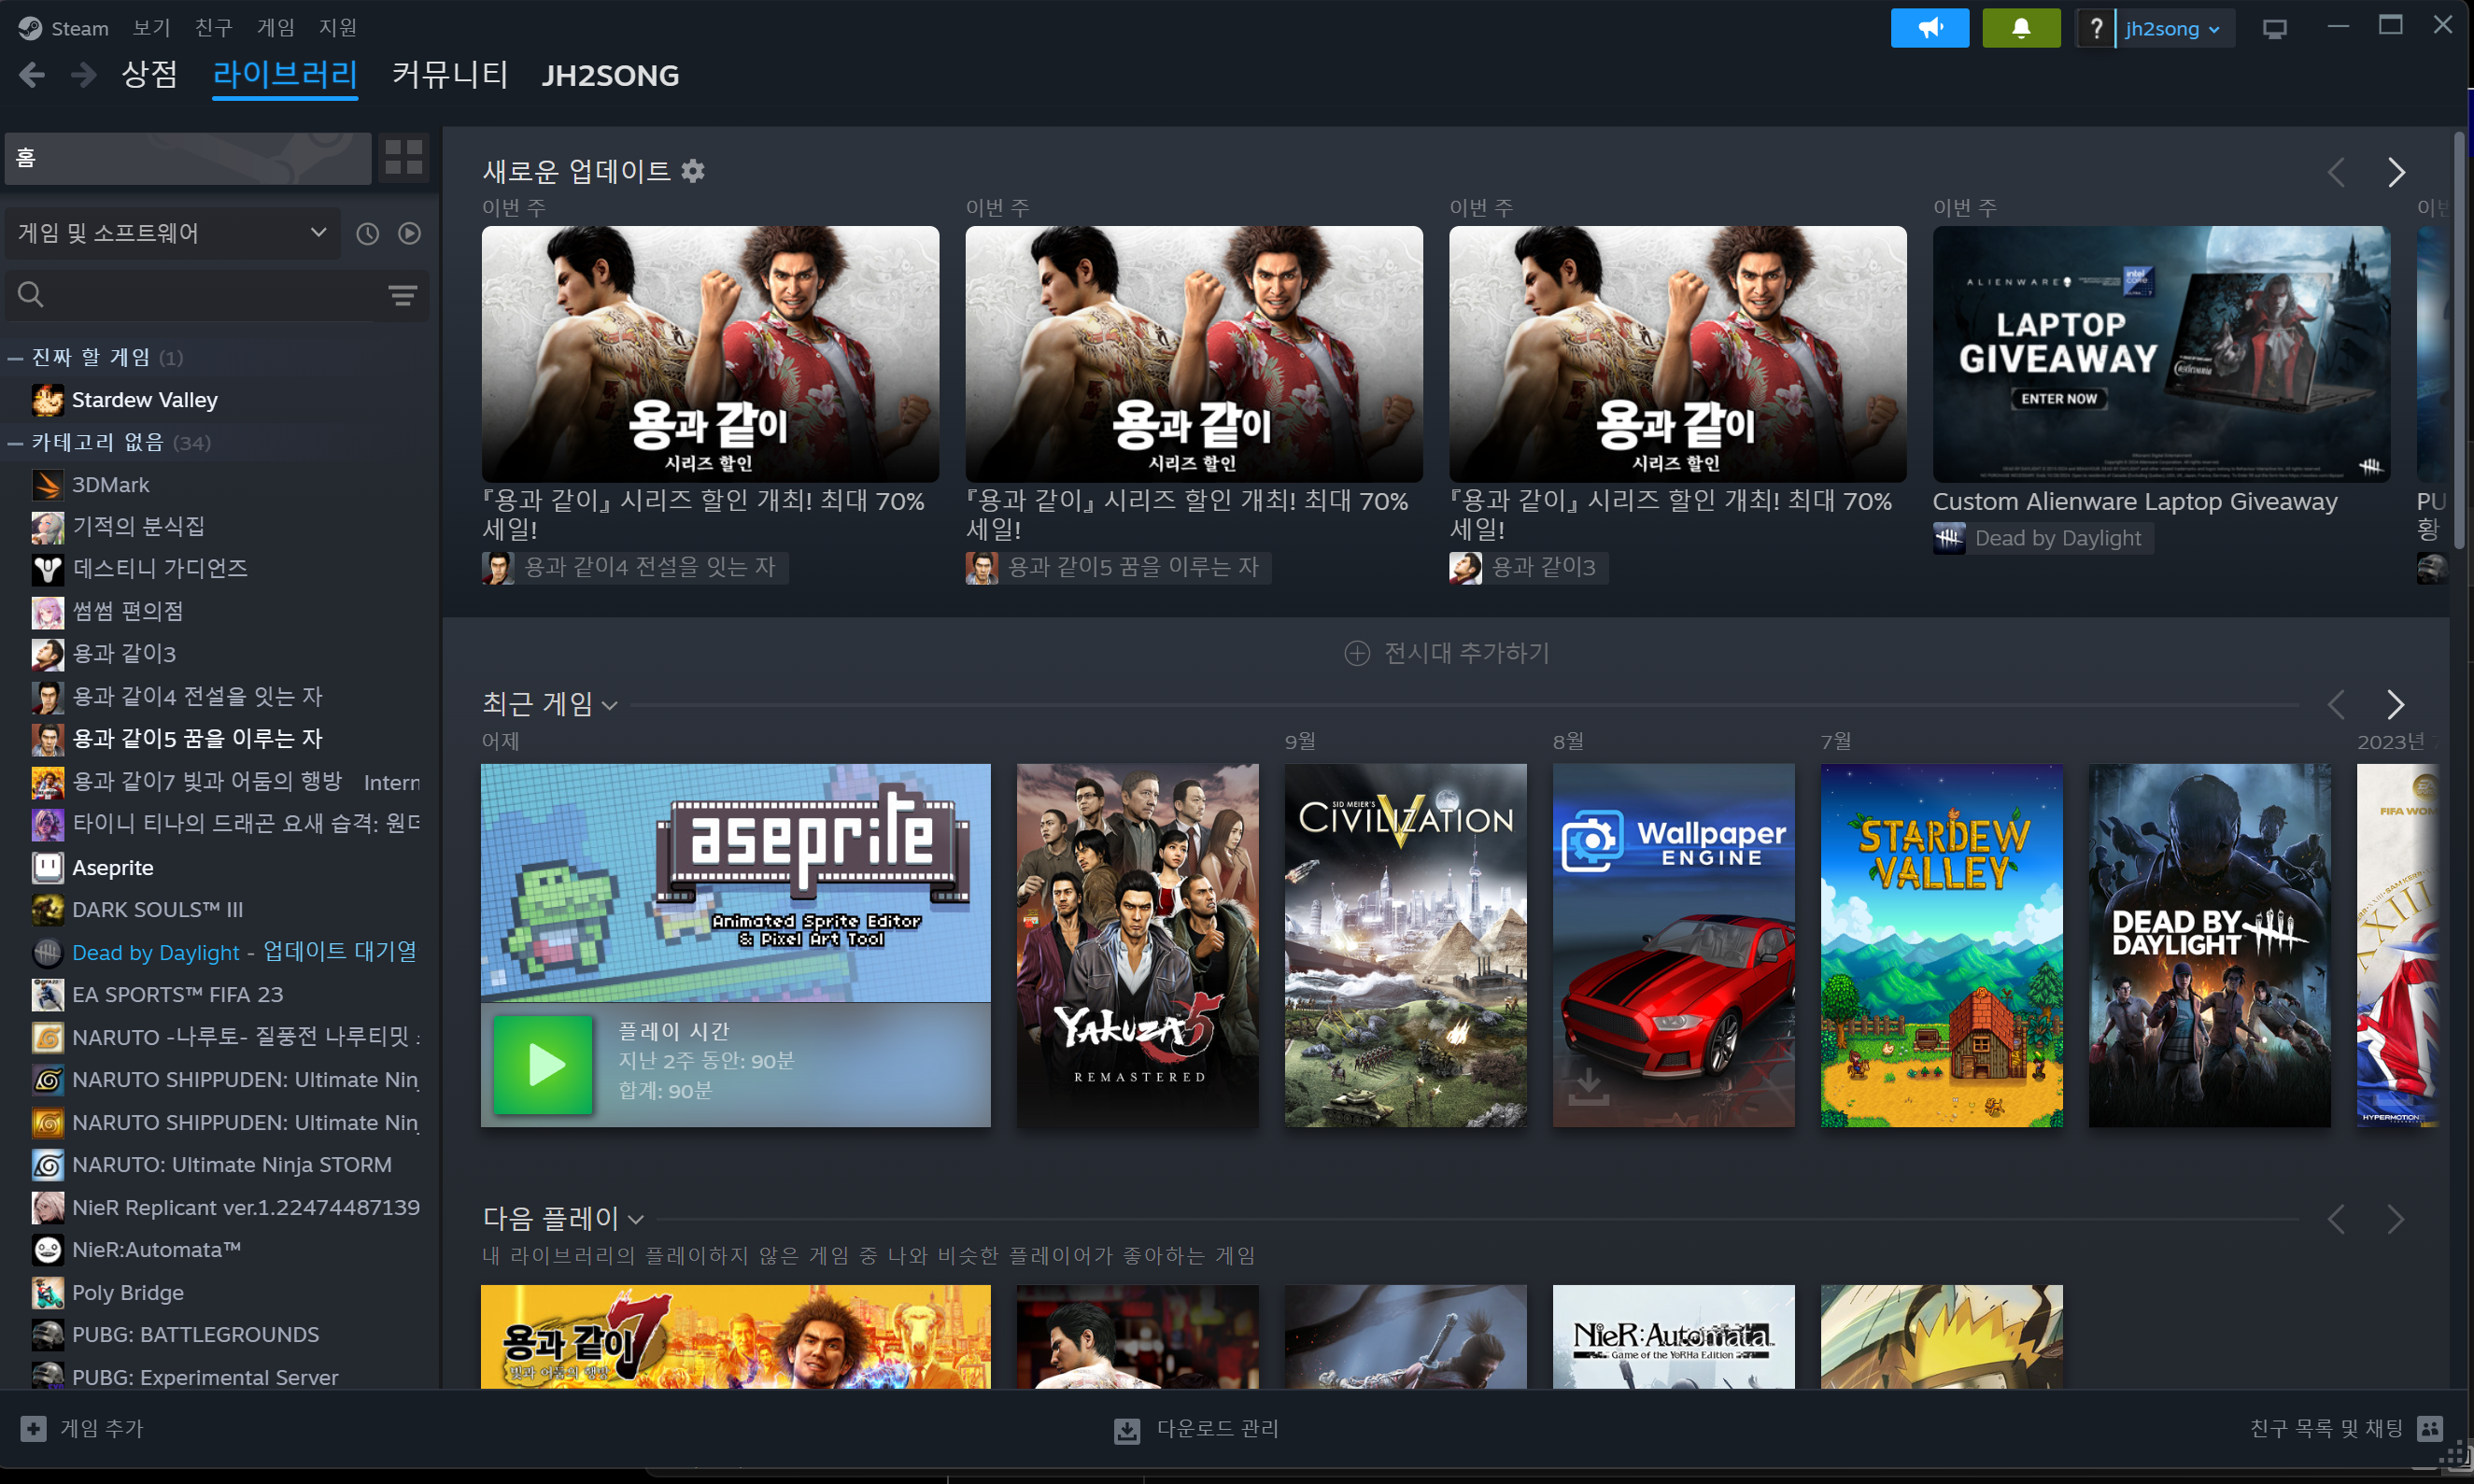 Steam 보기 친구 게임 지원
? jh2song
상점 라이브러리 커뮤니티 JH2SONG
홈
게임 및 소프트웨어
진짜 할 게임 (1)
Stardew Valley
카테고리 없음 (34)
3DMark
기적의 분식집
데스티니 가디언즈
썸썸 편의점
용과 같이3
용과 같이4 전설을 잇는 자
용과 같이5 꿈을 이루는 자
용과 같이7 빛과 어둠의 행방 Intern
타이니 티나의 드래곤 요새 습격: 원더
Aseprite
DARK SOULS™ III
Dead by Daylight - 업데이트 대기열
EA SPORTS™ FIFA 23
NARUTO -나루토- 질풍전 나루티밋
NARUTO SHIPPUDEN: Ultimate Nin
NARUTO SHIPPUDEN: Ultimate Nin
NARUTO: Ultimate Ninja STORM
NieR Replicant ver.1.22474487139
NieR:Automata™
Poly Bridge
PUBG: BATTLEGROUNDS
PUBG: Experimental Server
새로운 업데이트
이번 주
용과 같이
시리즈 할인
『용과 같이』 시리즈 할인 개최! 최대 70%
세일!
용과 같이4 전설을 잇는 자
이번 주
용과 같이
시리즈 할인
『용과 같이』 시리즈 할인 개최! 최대 70%
세일!
용과 같이5 꿈을 이루는 자
이번 주
용과 같이
시리즈 할인
『용과 같이』 시리즈 할인 개최! 최대 70%
세일!
용과 같이3
이번 주
ALIENWARE intel
LAPTOP
GIVEAWAY
ENTER NOW
Custom Alienware Laptop Giveaway
Dead by Daylight
PU
황
전시대 추가하기
최근 게임
어제
aseprite
Animated Sprite Editor
& Pixel Art Tool
플레이 시간
지난 2주 동안: 90분
합계: 90분
YAKUZA 5
REMASTERED
9월
SID MEIER'S
CIVILIZATION V
8월
Wallpaper
ENGINE
7월
STARDEW
VALLEY
DEAD BY
DAYLIGHT
2023년
FIFA WOM
HYPERMOTION
다음 플레이
내 라이브러리의 플레이하지 않은 게임 중 나와 비슷한 플레이어가 좋아하는 게임
용과 같이7
빛과 어둠의 행방
NieR:Automata
Game of the YoRHa Edition
게임 추가
다운로드 관리
친구 목록 및 채팅